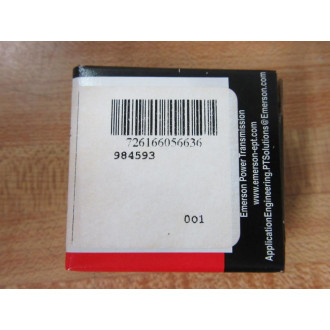 726166056636
984593
001
Emerson Power Transmission
www.emerson-ept.com
ApplicationEngineering.PTSolutions@Emerson.com